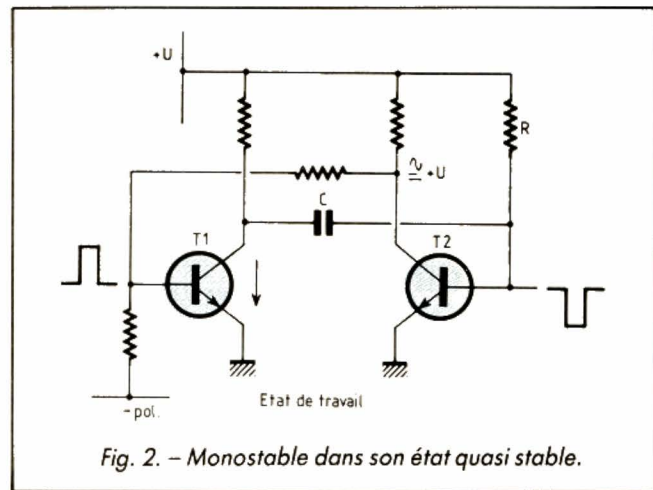 +U
R
≃ +U
C
T1
T2
- pol.
Etat de travail
Fig. 2. – Monostable dans son état quasi stable.